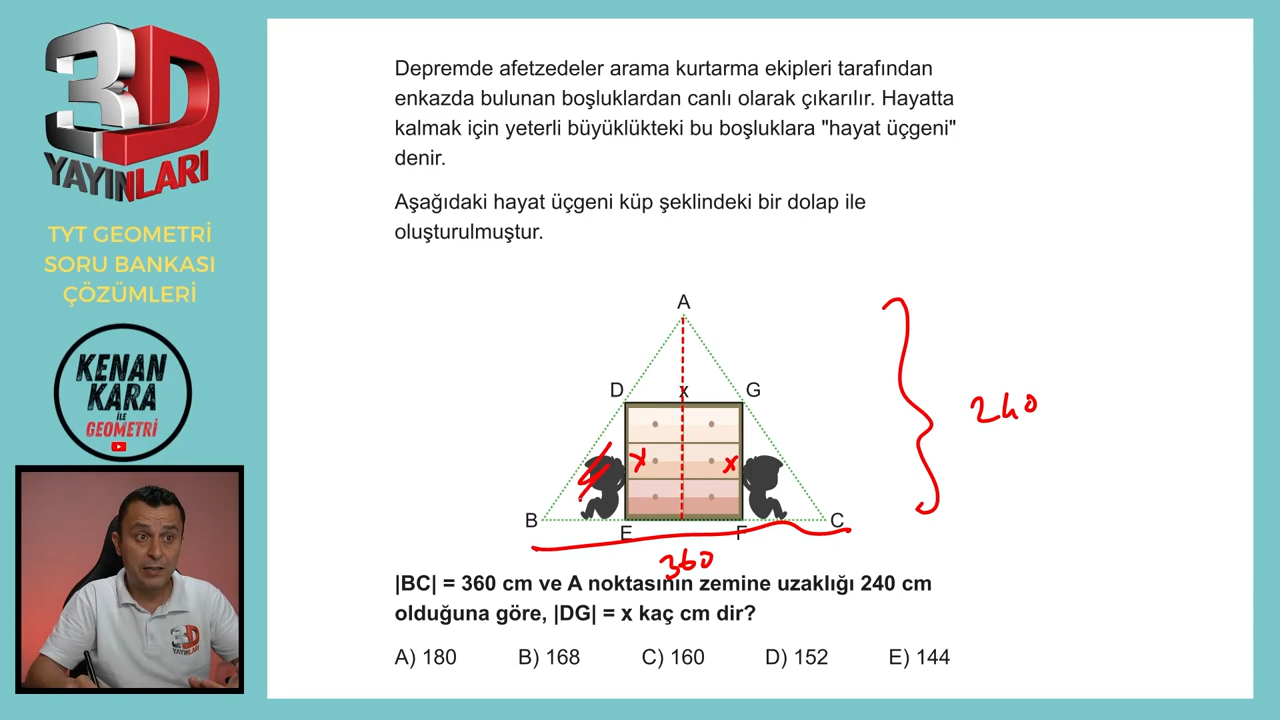 3D
YAYINLARI
TYT GEOMETRİ
SORU BANKASI
ÇÖZÜMLERİ
KENAN
KARA
İLE
GEOMETRİ
3D
YAYINLARI
Depremde afetzedeler arama kurtarma ekipleri tarafından
enkazda bulunan boşluklardan canlı olarak çıkarılır. Hayatta
kalmak için yeterli büyüklükteki bu boşluklara "hayat üçgeni"
denir.
Aşağıdaki hayat üçgeni küp şeklindeki bir dolap ile
oluşturulmuştur.
A
D x G
240
x x
B C
E F
360
|BC| = 360 cm ve A noktasının zemine uzaklığı 240 cm
olduğuna göre, |DG| = x kaç cm dir?
A) 180 B) 168 C) 160 D) 152 E) 144